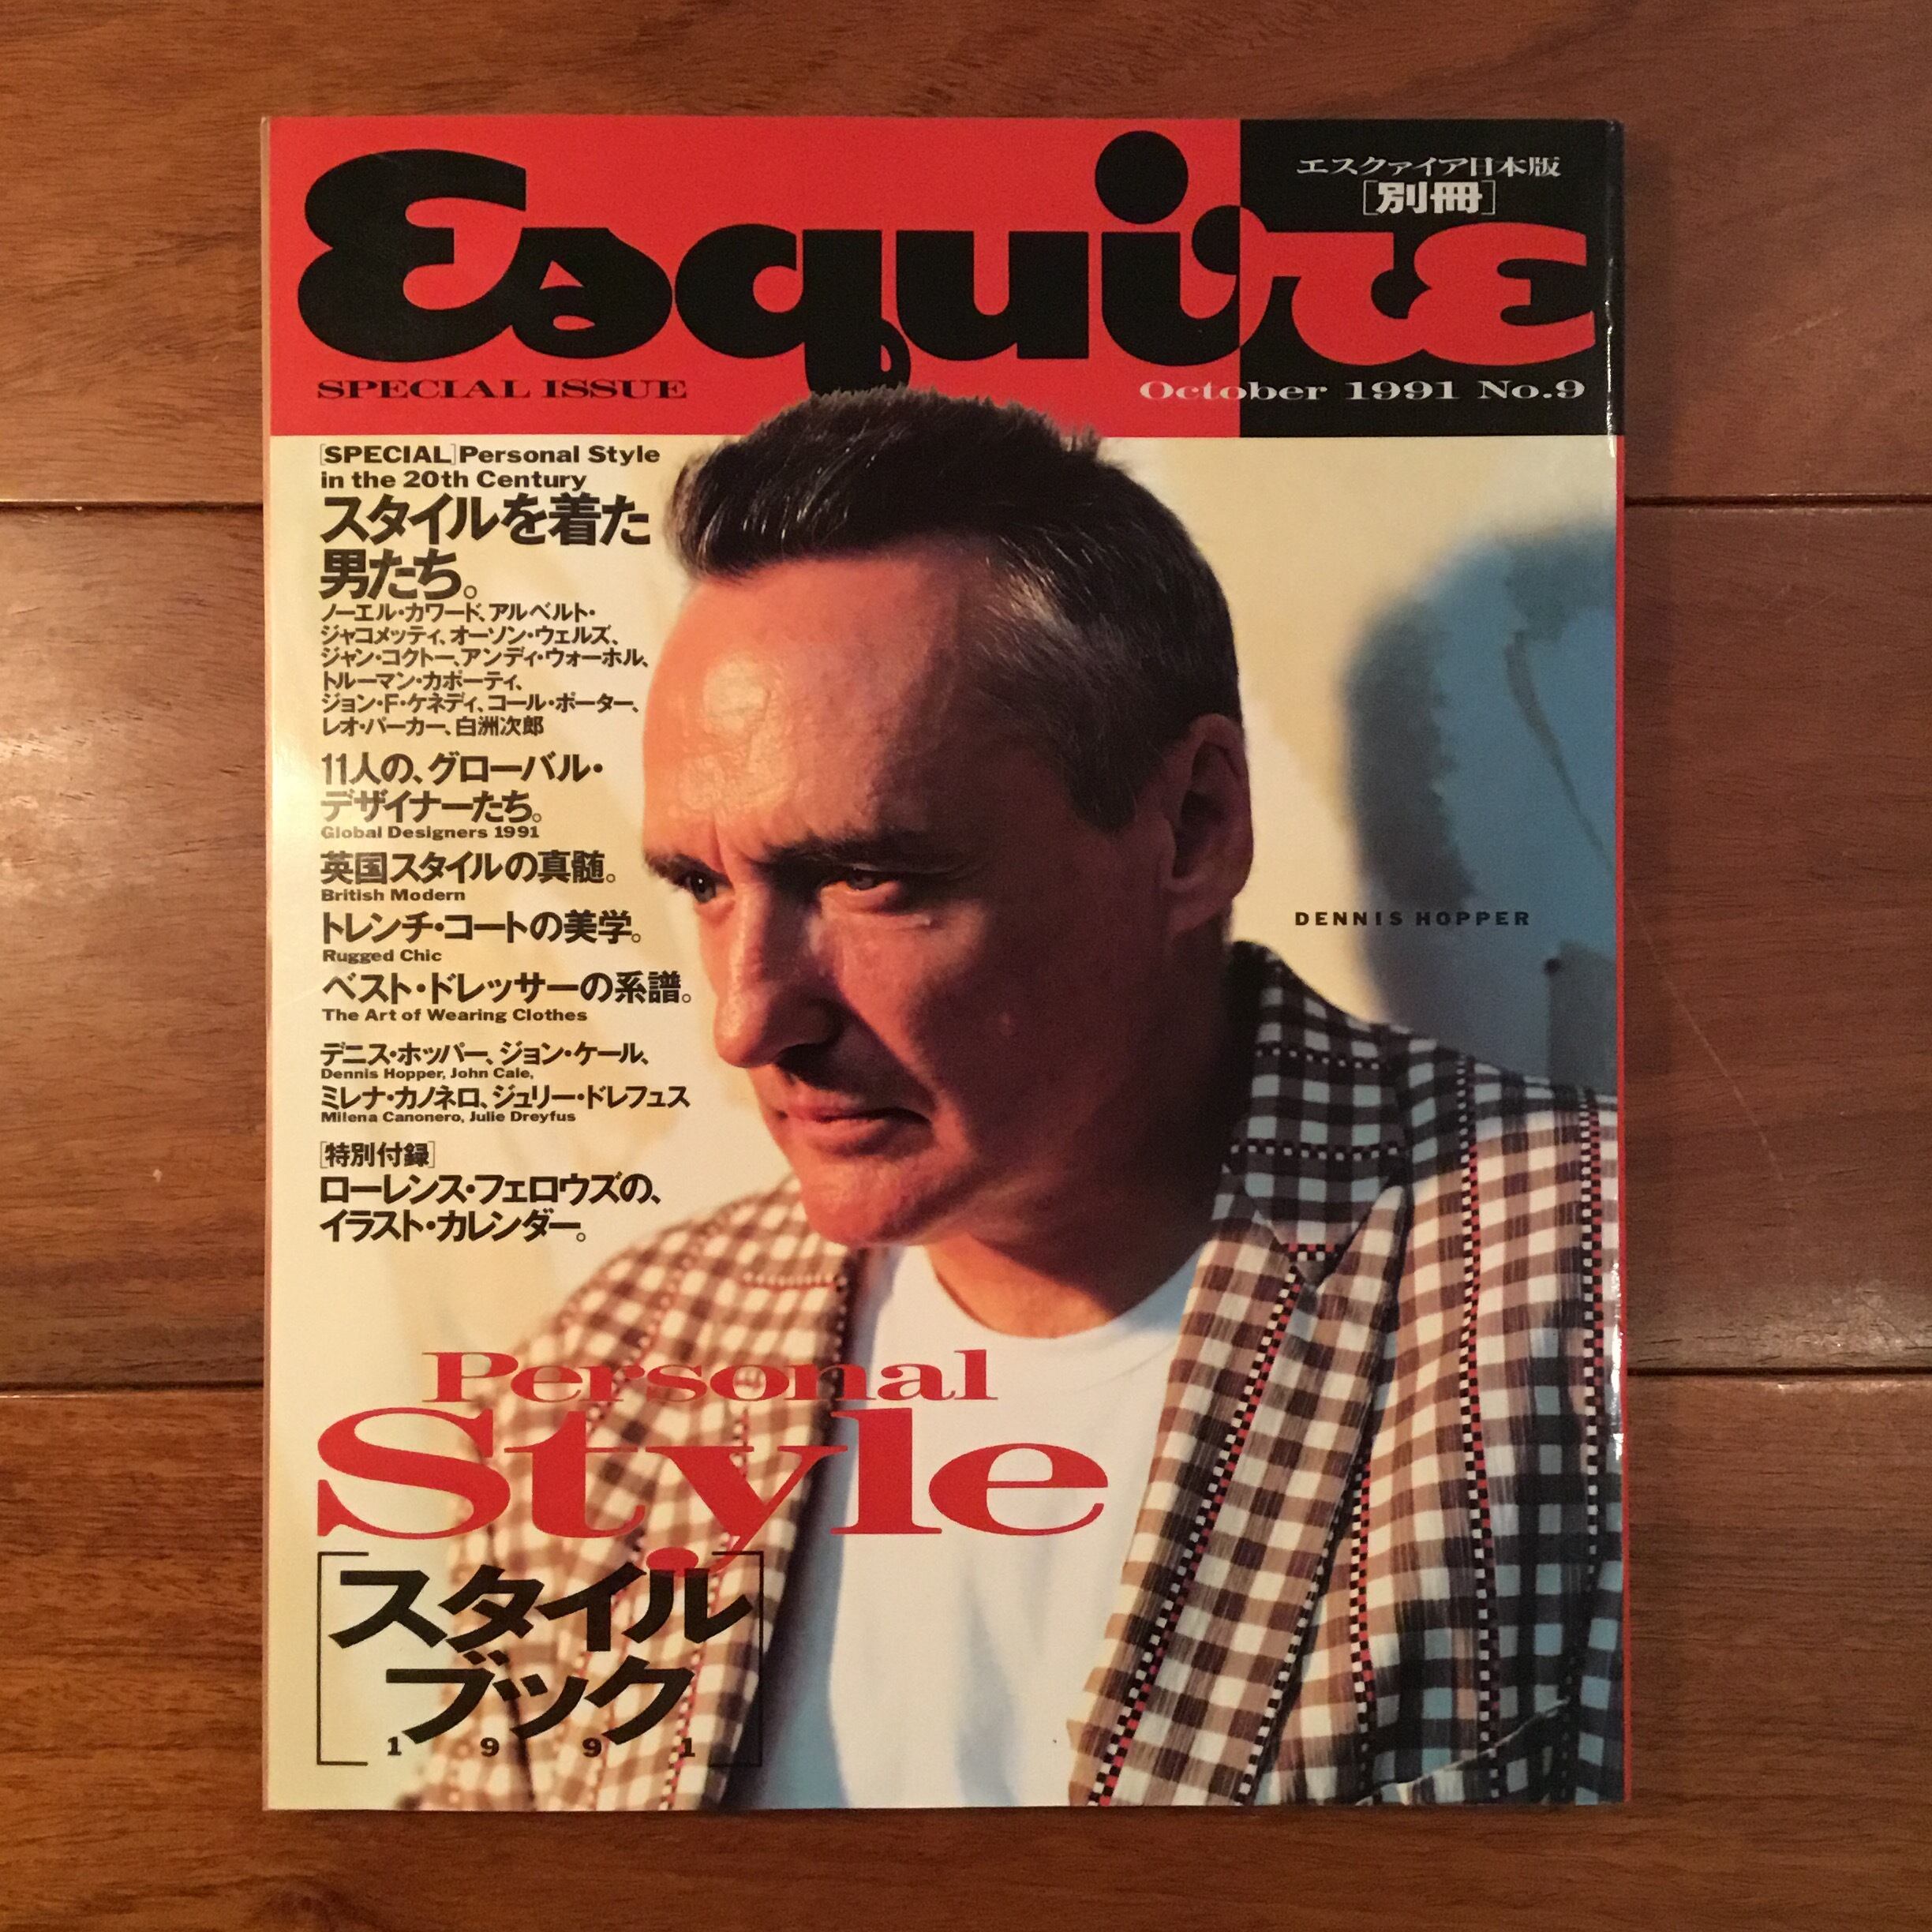 Esquire
エスクァイア日本版
[別冊]
SPECIAL ISSUE
October 1991 No.9
[SPECIAL]Personal Style
in the 20th Century
スタイルを着た
男たち。
ノーエル・カワード、アルベルト・
ジャコメッティ、オーソン・ウェルズ、
ジャン・コクトー、アンディ・ウォーホル、
トルーマン・カポーティ、
ジョン・F・ケネディ、コール・ポーター、
レオ・パーカー、白洲次郎
11人の、グローバル・
デザイナーたち。
Global Designers 1991
英国スタイルの真髄。
British Modern
トレンチ・コートの美学。
Rugged Chic
ベスト・ドレッサーの系譜。
The Art of Wearing Clothes
デニス・ホッパー、ジョン・ケール、
Dennis Hopper, John Cale,
ミレナ・カノネロ、ジュリー・ドレフュス
Milena Canonero, Julie Dreyfus
[特別付録]
ローレンス・フェロウズの、
イラスト・カレンダー。
DENNIS HOPPER
Personal
Style
[スタイル
ブック
1991]